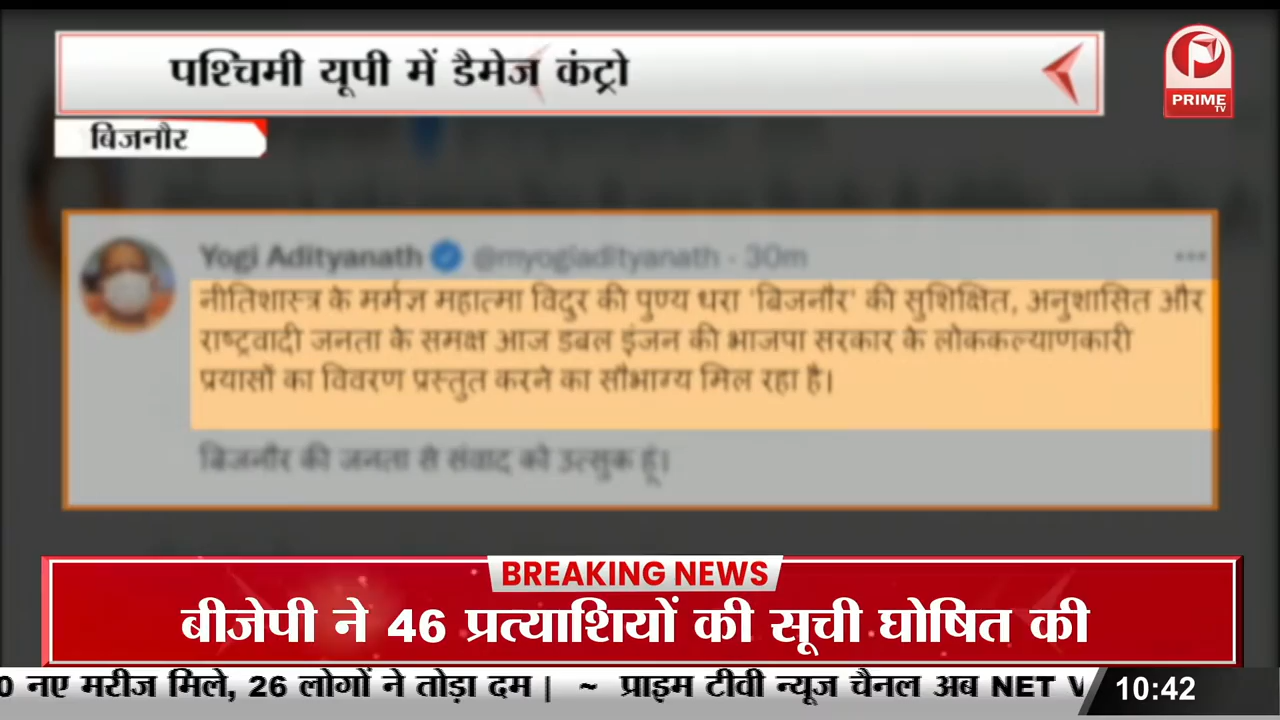 पश्चिमी यूपी में डैमेज कंट्रो
PRIME
TV
बिजनौर
Yogi Adityanath @myogiadityanath · 30m
नीतिशास्त्र के मर्मज्ञ महात्मा विदुर की पुण्य धरा 'बिजनौर' की सुशिक्षित, अनुशासित और
राष्ट्रवादी जनता के समक्ष आज डबल इंजन की भाजपा सरकार के लोककल्याणकारी
प्रयासों का विवरण प्रस्तुत करने का सौभाग्य मिल रहा है।
बिजनौर की जनता से संवाद को उत्सुक हूं।
BREAKING NEWS
बीजेपी ने 46 प्रत्याशियों की सूची घोषित की
0 नए मरीज मिले, 26 लोगों ने तोड़ा दम | ~ प्राइम टीवी न्यूज चैनल अब NET V
10:42